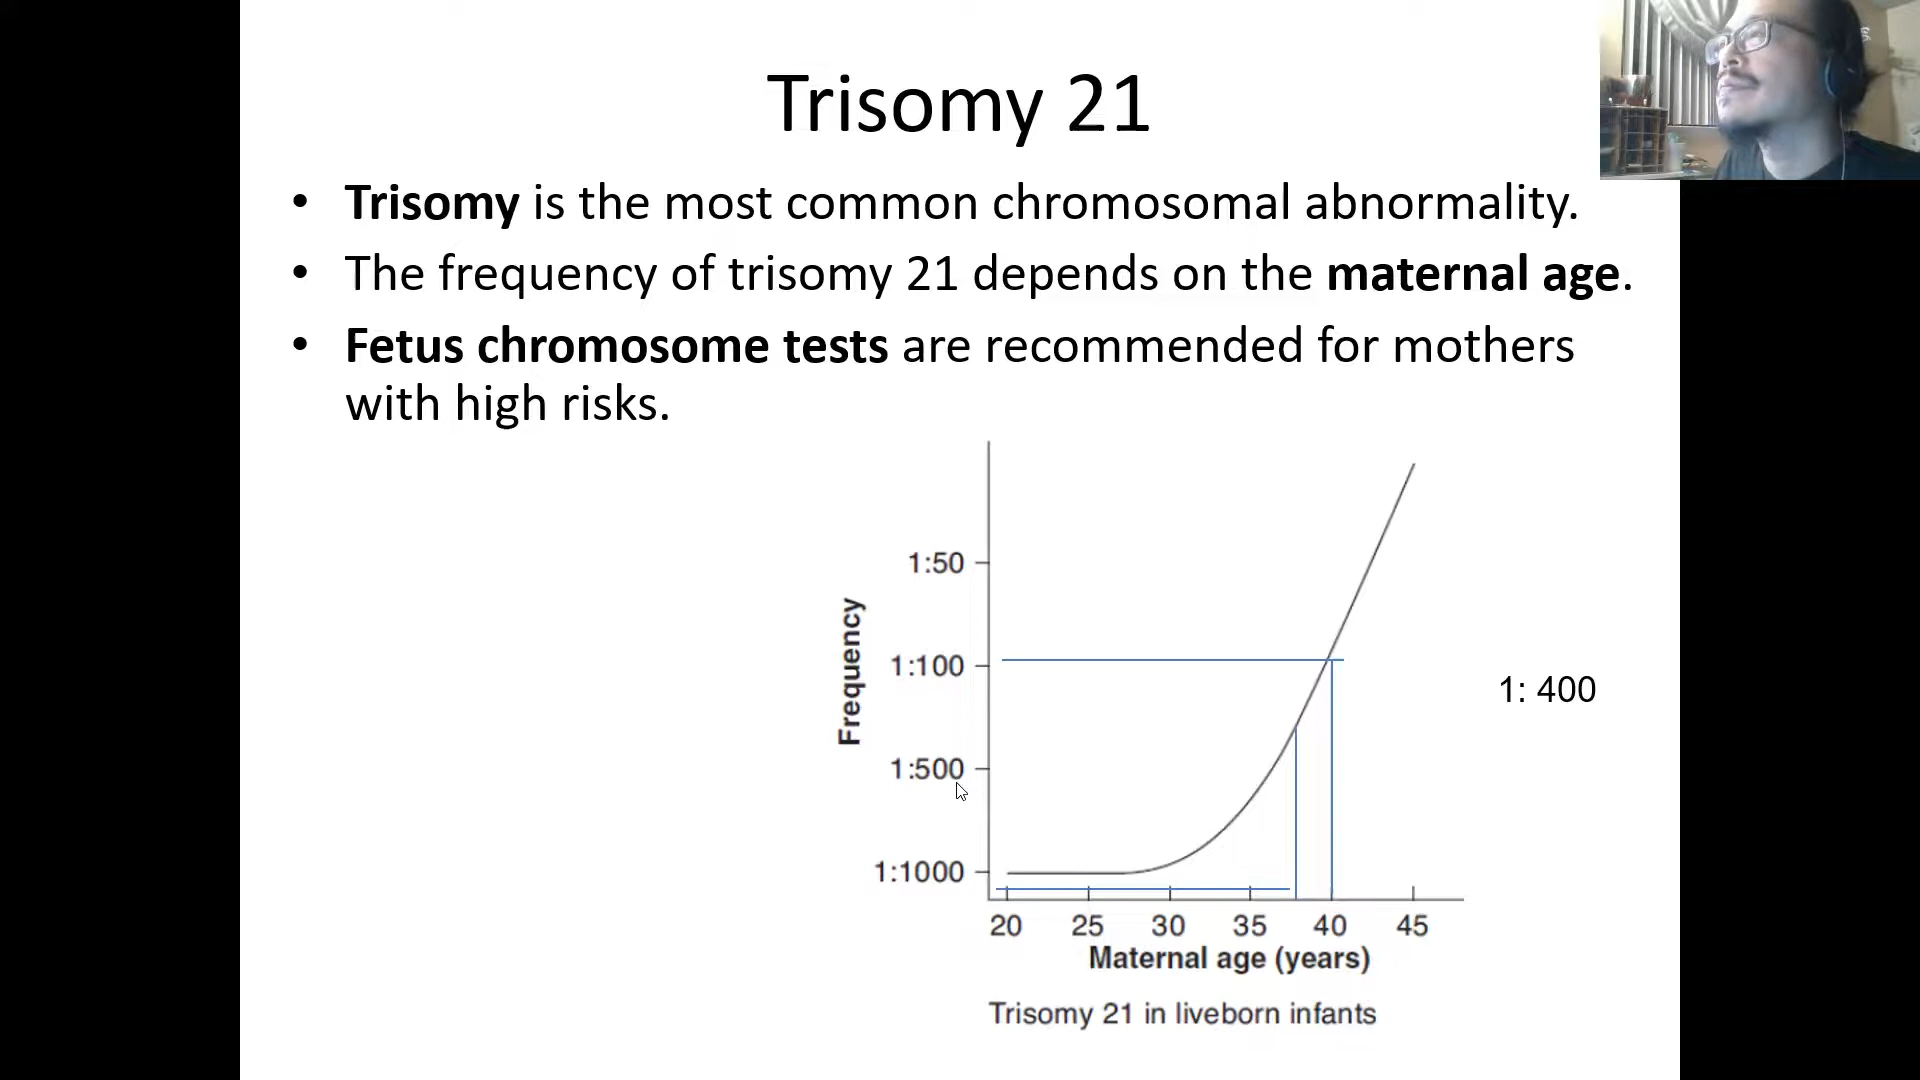 Trisomy 21
• Trisomy is the most common chromosomal abnormality.
• The frequency of trisomy 21 depends on the maternal age.
• Fetus chromosome tests are recommended for mothers
with high risks.
Frequency
1:50
1:100
1:500
1:1000
1: 400
20 25 30 35 40 45
Maternal age (years)
Trisomy 21 in liveborn infants